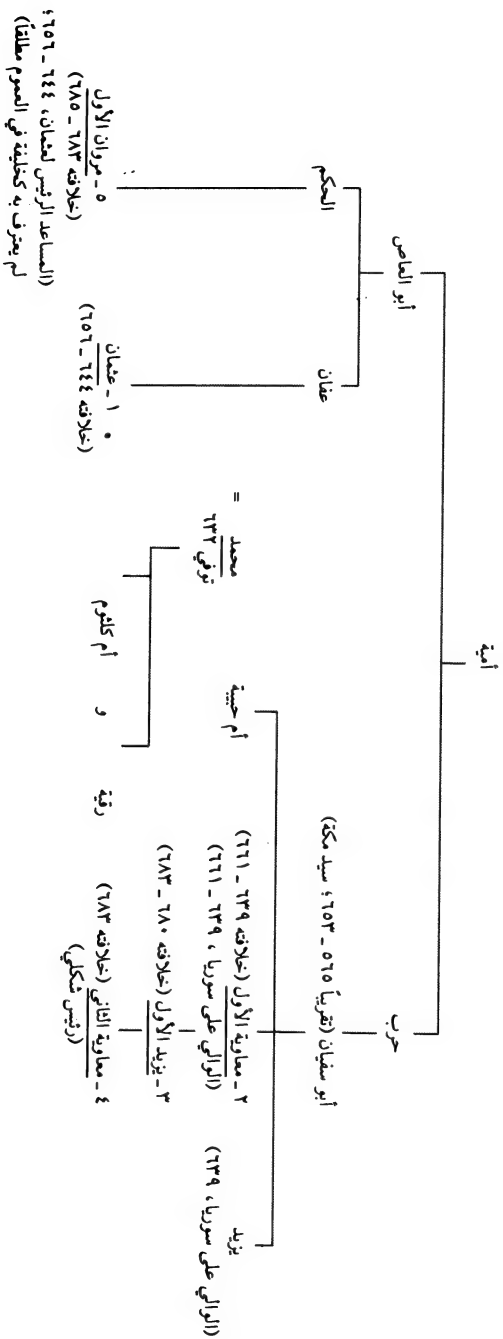 أمية
أبو العاص
حرب
الحكم
عفان
أبو سفيان (تقريباً ٥٦٥ ـ ٦٥٣؛ سيد مكة)
محمد
توفي ٦٣٢
=
أم حبيبة
٢ ـ معاوية الأول (خلافته ٦٣٩ ـ ٦٦١)
(الوالي على سوريا، ٦٣٩ ـ ٦٦١)
يزيد
(الوالي على سوريا، ٦٣٩)
٥ ـ مروان الأول
(خلافته ٦٨٣ ـ ٦٨٥)
(المساعد الرئيس لعثمان، ٦٤٤ ـ ٦٥٦؛
لم يعترف به كخليفة في العموم مطلقاً)
١ ـ عثمان
(خلافته ٦٤٤ ـ ٦٥٦)
أم كلثوم
و
رقية
٣ ـ يزيد الأول (خلافته ٦٨٠ ـ ٦٨٣)
٤ ـ معاوية الثاني (خلافته ٦٨٣)
(رئيس شكلي)